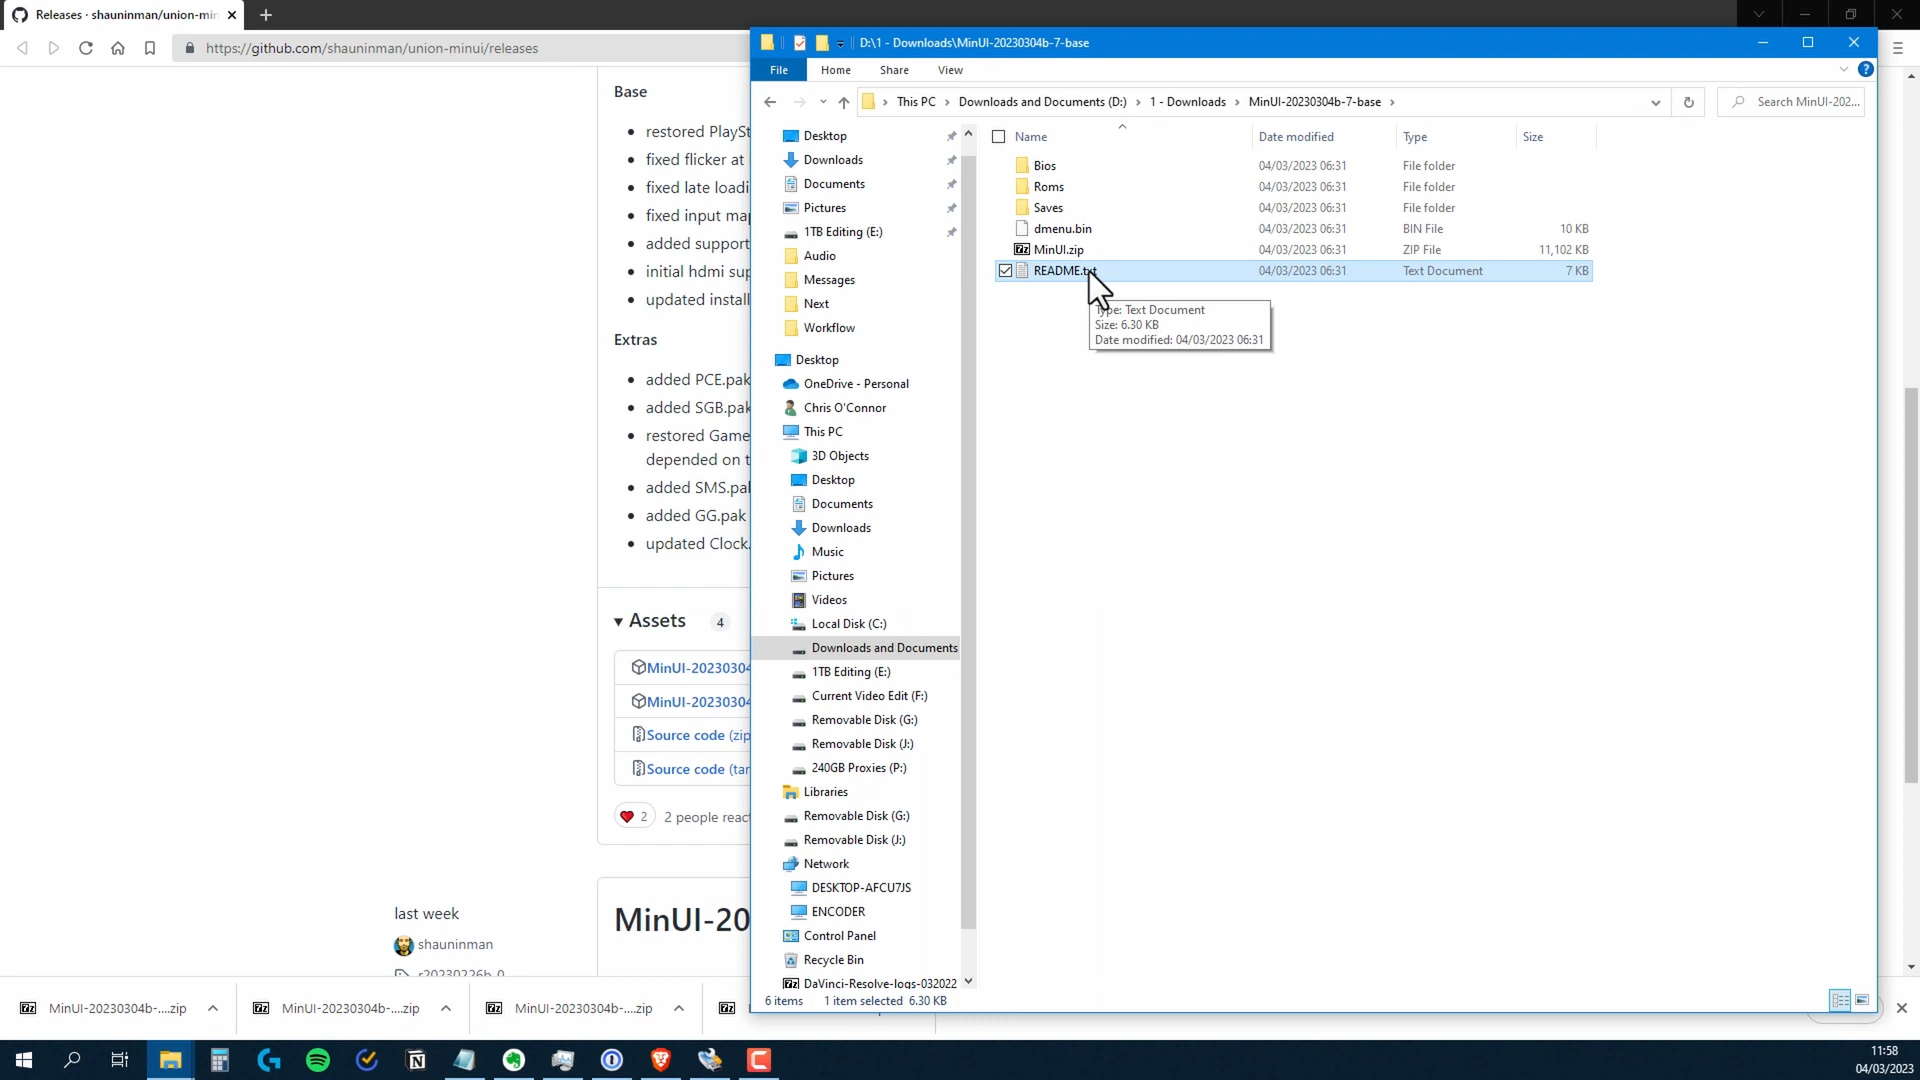 Releases · shauninman/union-min
https://github.com/shauninman/union-minui/releases
Base
restored PlaySt
fixed flicker at
fixed late loadi
fixed input map
added support
initial hdmi sup
updated install
Extras
added PCE.pak
added SGB.pak
restored Game
depended on t
added SMS.pak
added GG.pak
updated Clock.
Assets 4
MinUI-20230304
MinUI-20230304
Source code (zip
Source code (tar
2 2 people reac
last week
shauninman
r20230226b-0
MinUI-20
D:\1 - Downloads\MinUI-20230304b-7-base
File Home Share View
This PC Downloads and Documents (D:) 1 - Downloads MinUI-20230304b-7-base
Search MinUI-202...
Desktop
Downloads
Documents
Pictures
1TB Editing (E:)
Audio
Messages
Next
Workflow
Desktop
OneDrive - Personal
Chris O'Connor
This PC
3D Objects
Desktop
Documents
Downloads
Music
Pictures
Videos
Local Disk (C:)
Downloads and Documents
1TB Editing (E:)
Current Video Edit (F:)
Removable Disk (G:)
Removable Disk (J:)
240GB Proxies (P:)
Libraries
Removable Disk (G:)
Removable Disk (J:)
Network
DESKTOP-AFCU7JS
ENCODER
Control Panel
Recycle Bin
DaVinci-Resolve-logs-032022
Name Date modified Type Size
Bios 04/03/2023 06:31 File folder
Roms 04/03/2023 06:31 File folder
Saves 04/03/2023 06:31 File folder
dmenu.bin 04/03/2023 06:31 BIN File 10 KB
MinUI.zip 04/03/2023 06:31 ZIP File 11,102 KB
README.txt 04/03/2023 06:31 Text Document 7 KB
Type: Text Document
Size: 6.30 KB
Date modified: 04/03/2023 06:31
6 items 1 item selected 6.30 KB
MinUI-20230304b-....zip
MinUI-20230304b-....zip
MinUI-20230304b-....zip
11:58
04/03/2023